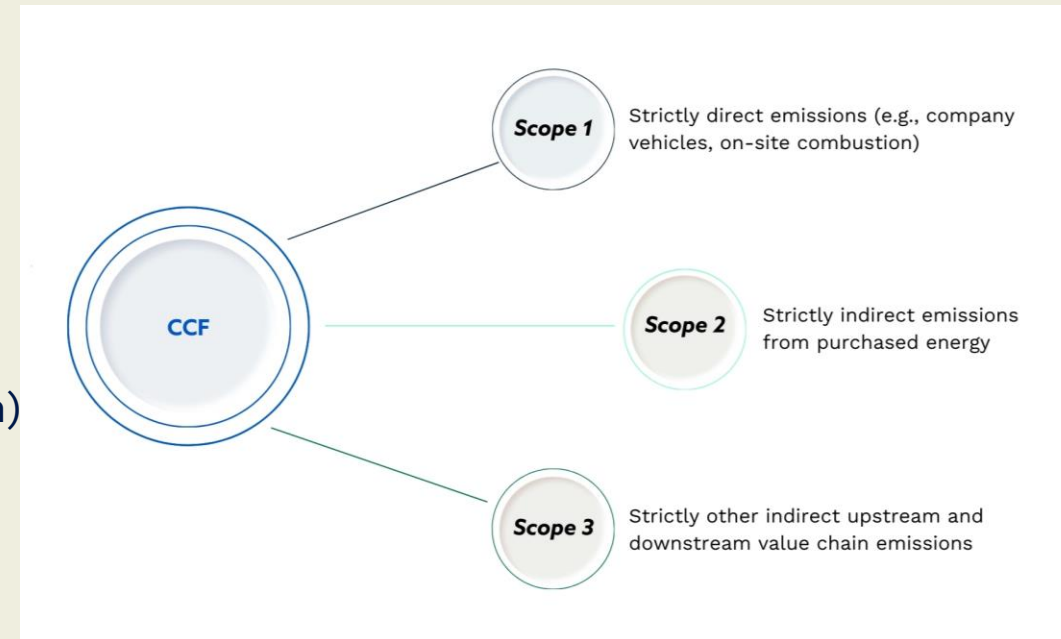 Scope 1
Strictly direct emissions (e.g., company
vehicles, on-site combustion)
CCF
Scope 2
Strictly indirect emissions
from purchased energy
Scope 3
Strictly other indirect upstream and
downstream value chain emissions